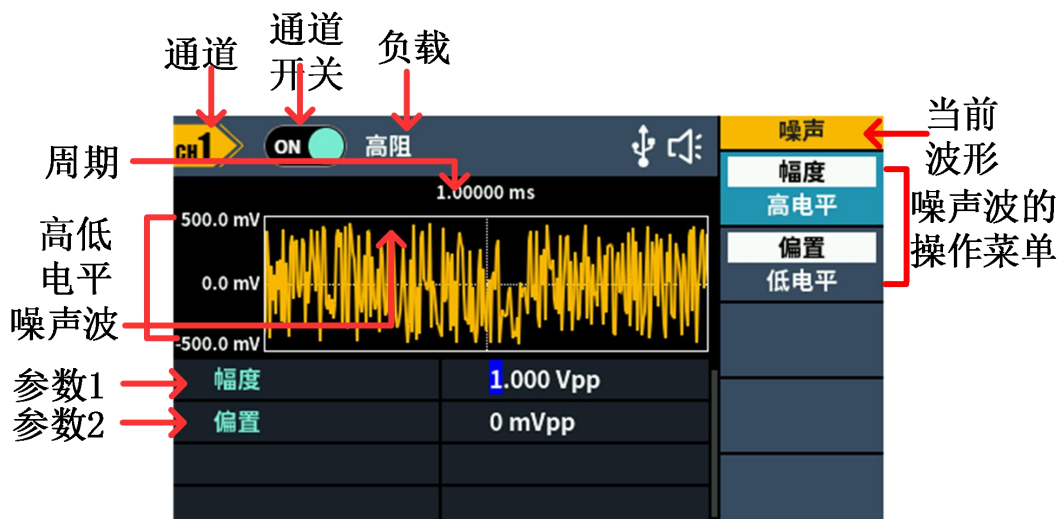 通道
通道
开关
负载
当前
波形
CH1
ON
高阻
噪声
周期
1.00000 ms
幅度
高电平
偏置
低电平
噪声波的
操作菜单
高低
电平
500.0 mV
0.0 mV
-500.0 mV
噪声波
参数1
幅度
1.000 Vpp
参数2
偏置
0 mVpp